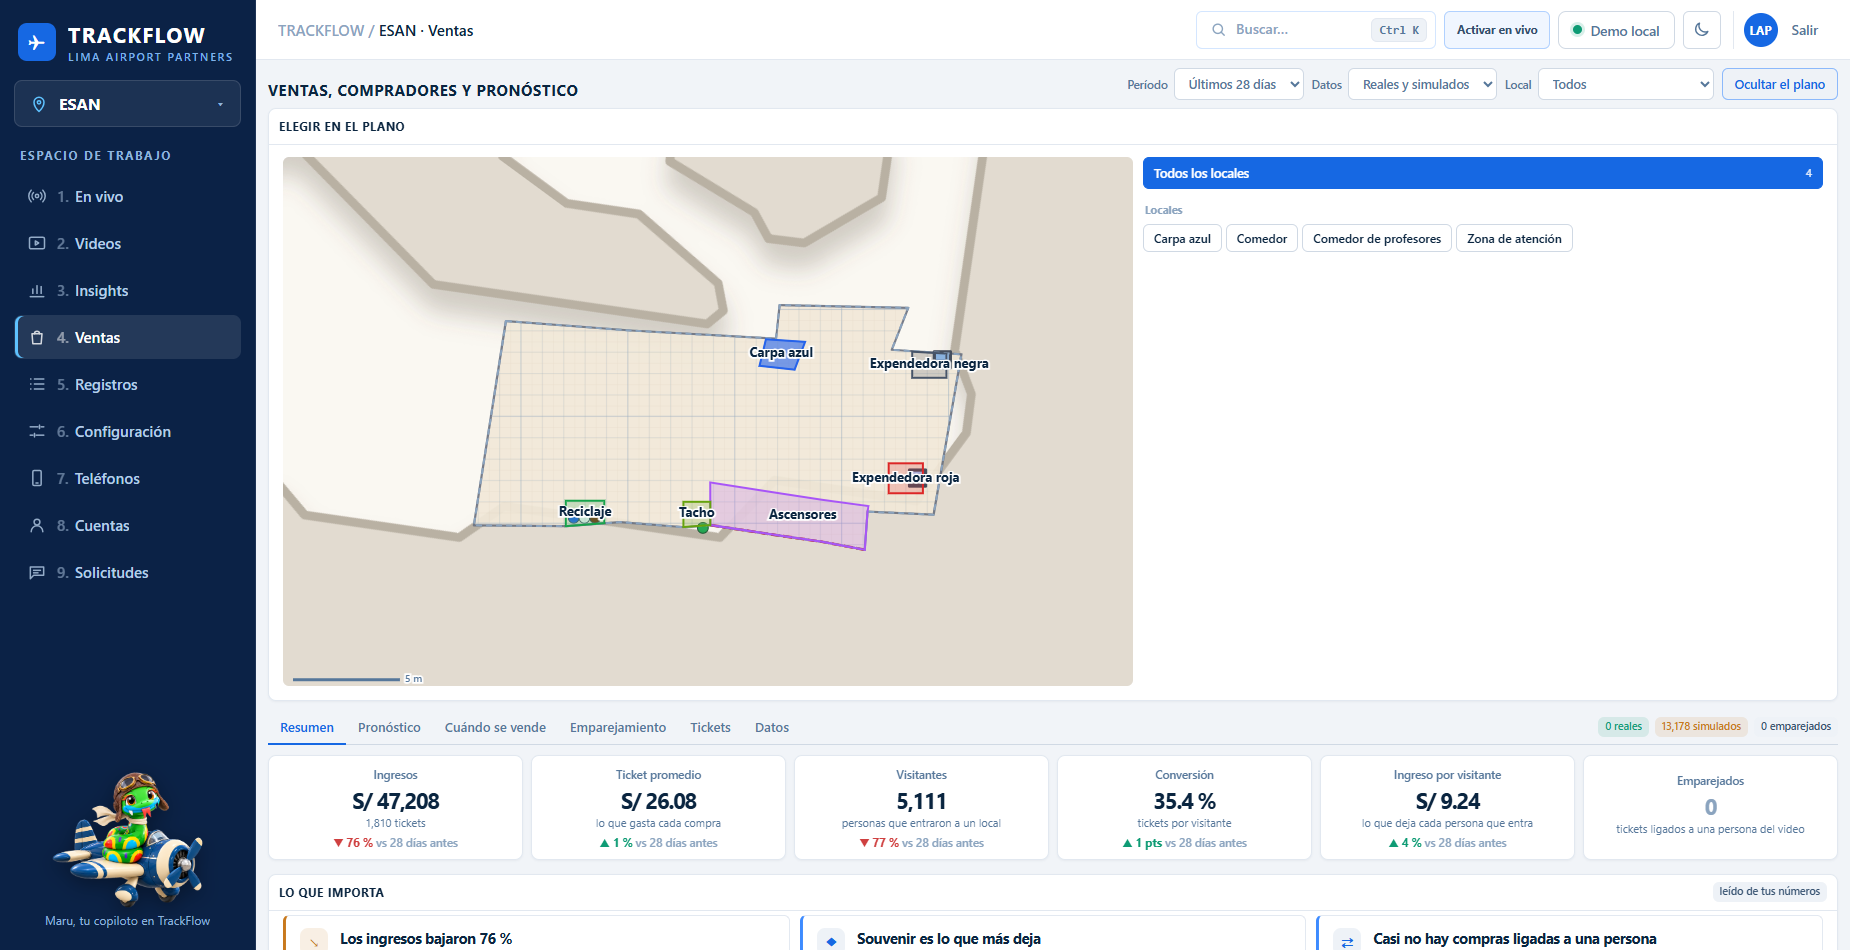 TRACKFLOW
LIMA AIRPORT PARTNERS
ESAN
ESPACIO DE TRABAJO
1. En vivo
2. Videos
3. Insights
4. Ventas
5. Registros
6. Configuración
7. Teléfonos
8. Cuentas
9. Solicitudes
Maru, tu copiloto en TrackFlow
TRACKFLOW / ESAN · Ventas
Buscar... Ctrl K
Activar en vivo
Demo local
LAP
Salir
VENTAS, COMPRADORES Y PRONÓSTICO
Período Últimos 28 días Datos Reales y simulados Local Todos Ocultar el plano
ELEGIR EN EL PLANO
Carpa azul
Expendedora negra
Expendedora roja
Reciclaje
Tacho
Ascensores
5 m
Todos los locales 4
Locales
Carpa azul Comedor Comedor de profesores Zona de atención
Resumen Pronóstico Cuándo se vende Emparejamiento Tickets Datos
0 reales 13,178 simulados 0 emparejados
Ingresos
S/ 47,208
1,810 tickets
▼ 76 % vs 28 días antes
Ticket promedio
S/ 26.08
lo que gasta cada compra
▲ 1 % vs 28 días antes
Visitantes
5,111
personas que entraron a un local
▼ 77 % vs 28 días antes
Conversión
35.4 %
tickets por visitante
▲ 1 pts vs 28 días antes
Ingreso por visitante
S/ 9.24
lo que deja cada persona que entra
▲ 4 % vs 28 días antes
Emparejados
0
tickets ligados a una persona del video
LO QUE IMPORTA
leído de tus números
Los ingresos bajaron 76 %
Souvenir es lo que más deja
Casi no hay compras ligadas a una persona